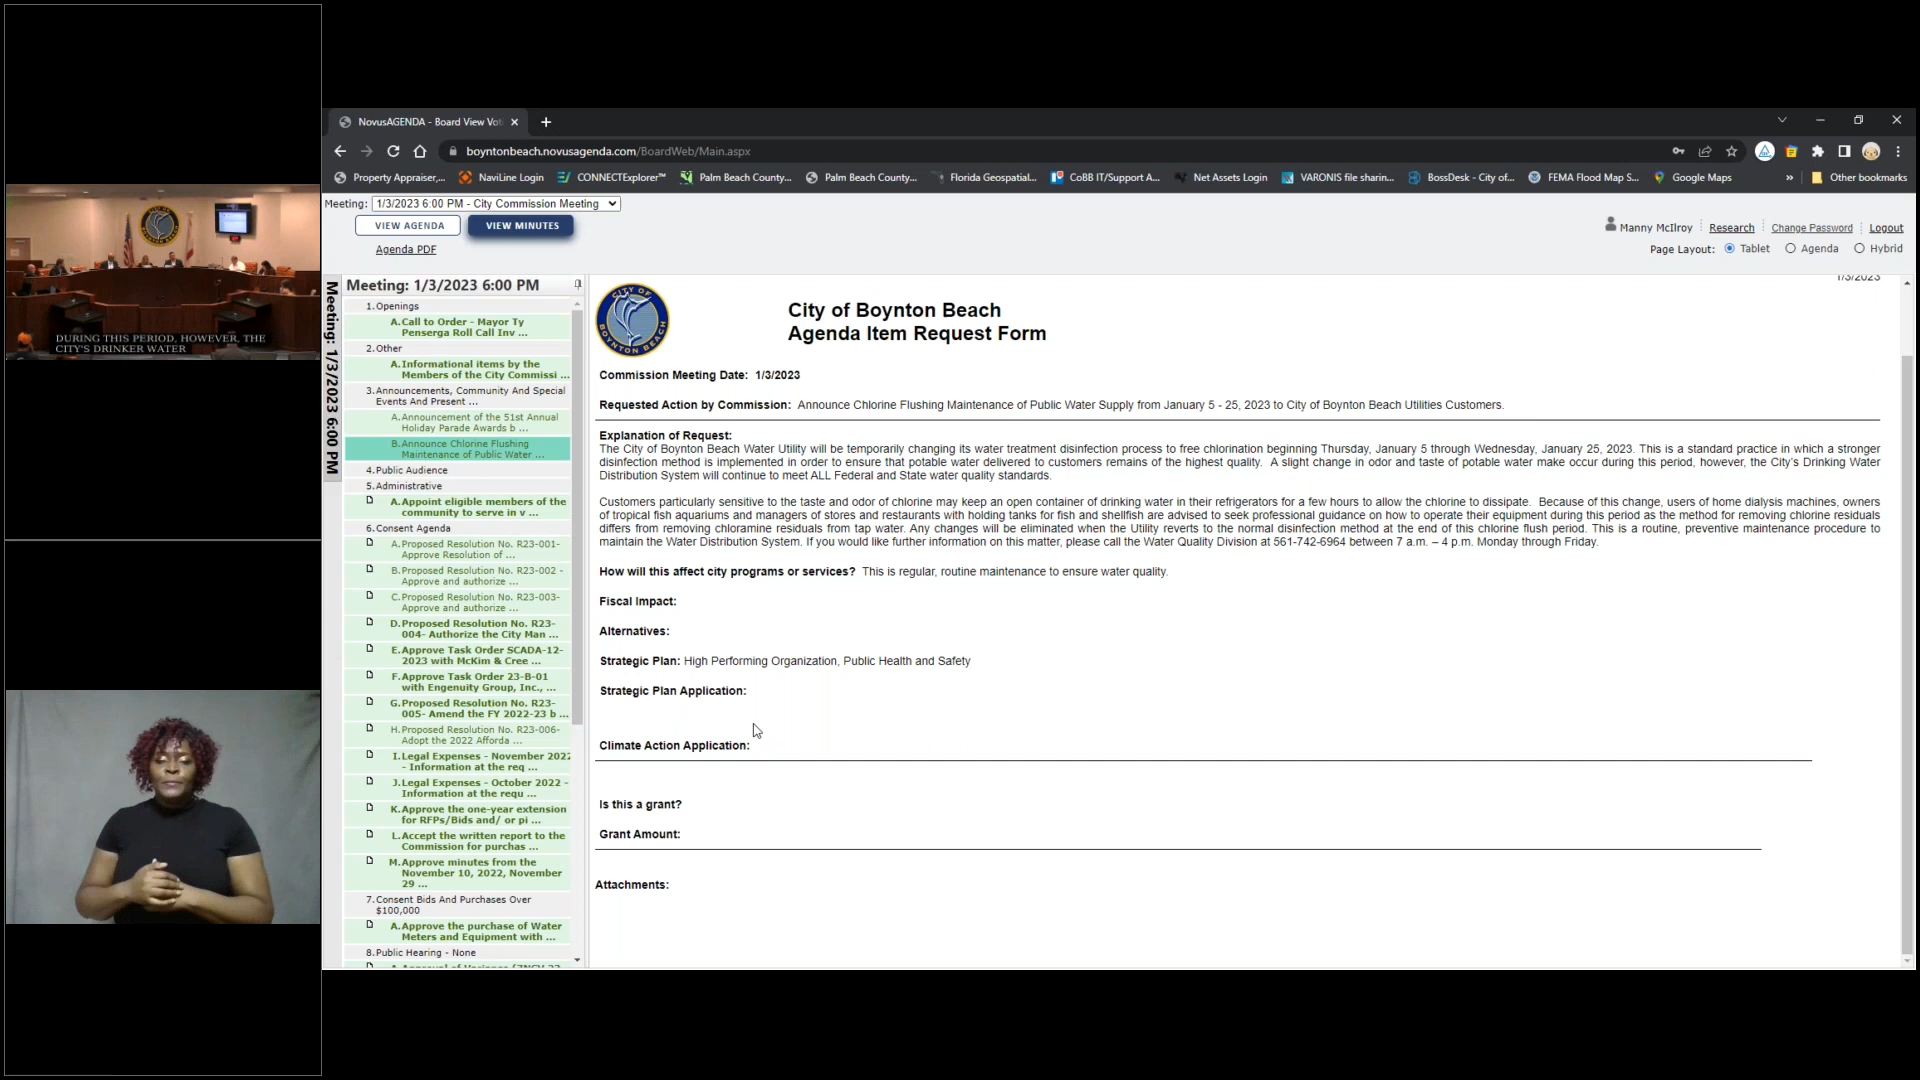 DURING THIS PERIOD, HOWEVER, THE
CITY'S DRINKER WATER
NovusAGENDA - Board View Vot
boyntonbeach.novusagenda.com/BoardWeb/Main.aspx
Property Appraiser,... NaviLine Login CONNECTExplorer™ Palm Beach County... Palm Beach County... Florida Geospatial... CoBB IT/Support A... Net Assets Login VARONIS file sharin... BossDesk - City of... FEMA Flood Map S... Google Maps » Other bookmarks
Meeting: 1/3/2023 6:00 PM - City Commission Meeting
VIEW AGENDA VIEW MINUTES
Agenda PDF
Manny McIlroy Research Change Password Logout
Page Layout: Tablet Agenda Hybrid
Meeting: 1/3/2023 6:00 PM
Meeting: 1/3/2023 6:00 PM
1.Openings
A.Call to Order - Mayor Ty
Penserga Roll Call Inv ...
2.Other
A.Informational items by the
Members of the City Commissi ...
3.Announcements, Community And Special
Events And Present ...
A.Announcement of the 51st Annual
Holiday Parade Awards b ...
B.Announce Chlorine Flushing
Maintenance of Public Water ...
4.Public Audience
5.Administrative
A.Appoint eligible members of the
community to serve in v ...
6.Consent Agenda
A.Proposed Resolution No. R23-001-
Approve Resolution of ...
B.Proposed Resolution No. R23-002 -
Approve and authorize ...
C.Proposed Resolution No. R23-003-
Approve and authorize ...
D.Proposed Resolution No. R23-
004- Authorize the City Man ...
E.Approve Task Order SCADA-12-
2023 with McKim & Cree ...
F.Approve Task Order 23-B-01
with Engenuity Group, Inc., ...
G.Proposed Resolution No. R23-
005- Amend the FY 2022-23 b ...
H.Proposed Resolution No. R23-006-
Adopt the 2022 Afforda ...
I.Legal Expenses - November 2022
- Information at the req ...
J.Legal Expenses - October 2022 -
Information at the requ ...
K.Approve the one-year extension
for RFPs/Bids and/ or pi ...
L.Accept the written report to the
Commission for purchas ...
M.Approve minutes from the
November 10, 2022, November
29 ...
7.Consent Bids And Purchases Over
$100,000
A.Approve the purchase of Water
Meters and Equipment with ...
8.Public Hearing - None
1/3/2023
CITY OF
BOYNTON BEACH
City of Boynton Beach
Agenda Item Request Form
Commission Meeting Date: 1/3/2023
Requested Action by Commission: Announce Chlorine Flushing Maintenance of Public Water Supply from January 5 - 25, 2023 to City of Boynton Beach Utilities Customers.
Explanation of Request:
The City of Boynton Beach Water Utility will be temporarily changing its water treatment disinfection process to free chlorination beginning Thursday, January 5 through Wednesday, January 25, 2023. This is a standard practice in which a stronger
disinfection method is implemented in order to ensure that potable water delivered to customers remains of the highest quality. A slight change in odor and taste of potable water make occur during this period, however, the City's Drinking Water
Distribution System will continue to meet ALL Federal and State water quality standards.
Customers particularly sensitive to the taste and odor of chlorine may keep an open container of drinking water in their refrigerators for a few hours to allow the chlorine to dissipate. Because of this change, users of home dialysis machines, owners
of tropical fish aquariums and managers of stores and restaurants with holding tanks for fish and shellfish are advised to seek professional guidance on how to operate their equipment during this period as the method for removing chlorine residuals
differs from removing chloramine residuals from tap water. Any changes will be eliminated when the Utility reverts to the normal disinfection method at the end of this chlorine flush period. This is a routine, preventive maintenance procedure to
maintain the Water Distribution System. If you would like further information on this matter, please call the Water Quality Division at 561-742-6964 between 7 a.m. – 4 p.m. Monday through Friday.
How will this affect city programs or services? This is regular, routine maintenance to ensure water quality.
Fiscal Impact:
Alternatives:
Strategic Plan: High Performing Organization, Public Health and Safety
Strategic Plan Application:
Climate Action Application:
Is this a grant?
Grant Amount:
Attachments: